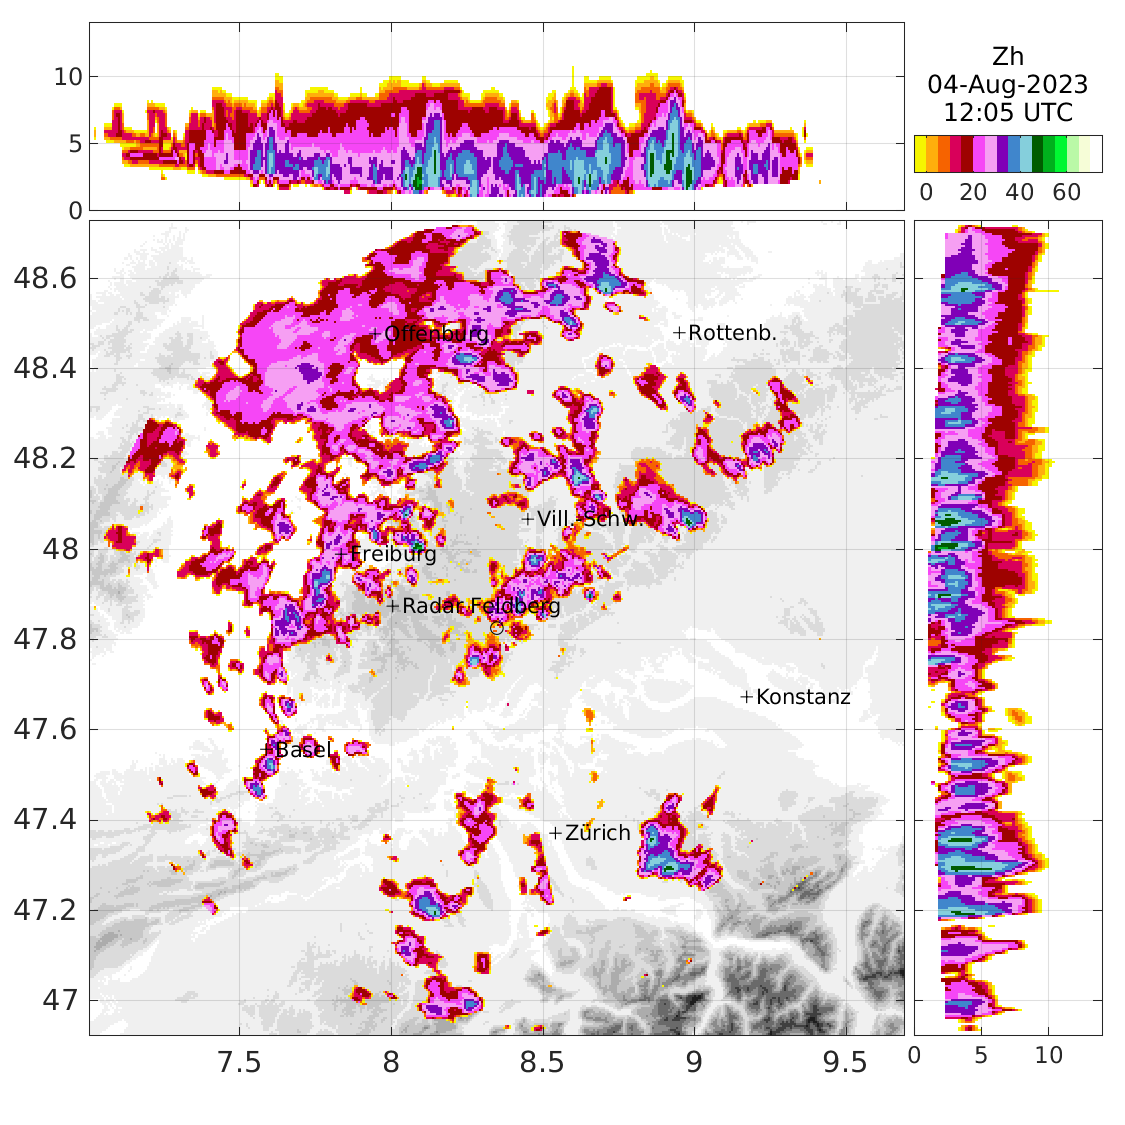 10
5
0
Zh
04-Aug-2023
12:05 UTC
0 20 40 60
48.6
48.4
48.2
48
47.8
47.6
47.4
47.2
47
Offenburg
Rottenb.
Vill.-Schw.
Freiburg
Radar Feldberg
Konstanz
Basel
Zürich
7.5 8 8.5 9 9.5
0 5 10